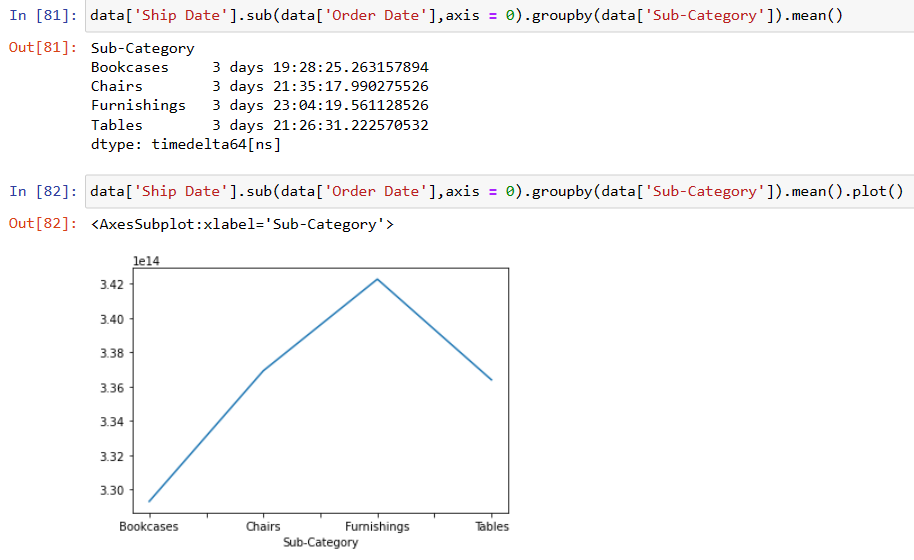 In [81]: data['Ship Date'].sub(data['Order Date'],axis = 0).groupby(data['Sub-Category']).mean()
Out[81]: Sub-Category
Bookcases 3 days 19:28:25.263157894
Chairs 3 days 21:35:17.990275526
Furnishings 3 days 23:04:19.561128526
Tables 3 days 21:26:31.222570532
dtype: timedelta64[ns]
In [82]: data['Ship Date'].sub(data['Order Date'],axis = 0).groupby(data['Sub-Category']).mean().plot()
Out[82]: <AxesSubplot:xlabel='Sub-Category'>
1e14
3.42
3.40
3.38
3.36
3.34
3.32
3.30
Bookcases Chairs Furnishings Tables
Sub-Category